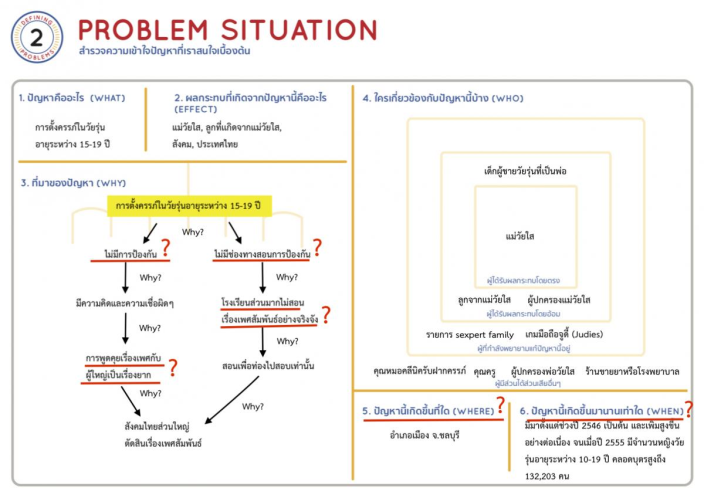 DEFINING
2
PROBLEMS
PROBLEM SITUATION
สำรวจความเข้าใจปัญหาที่เราสนใจเบื้องต้น
1. ปัญหาคืออะไร (WHAT)
การตั้งครรภ์ในวัยรุ่น
อายุระหว่าง 15-19 ปี
2. ผลกระทบที่เกิดจากปัญหานี้คืออะไร
(EFFECT)
แม่วัยใส, ลูกที่เกิดจากแม่วัยใส,
สังคม, ประเทศไทย
3. ที่มาของปัญหา (WHY)
การตั้งครรภ์ในวัยรุ่นอายุระหว่าง 15-19 ปี
Why?
ไม่มีการป้องกัน ?
ไม่มีช่องทางสอนการป้องกัน ?
Why?
Why?
มีความคิดและความเชื่อผิดๆ
โรงเรียนส่วนมากไม่สอน
เรื่องเพศสัมพันธ์อย่างจริงจัง ?
Why?
Why?
การพูดคุยเรื่องเพศกับ
ผู้ใหญ่เป็นเรื่องยาก ?
สอนเพื่อท่องไปสอบเท่านั้น
Why?
Why?
สังคมไทยส่วนใหญ่
ตัดสินเรื่องเพศสัมพันธ์
4. ใครเกี่ยวข้องกับปัญหานี้บ้าง (WHO)
เด็กผู้ชายวัยรุ่นที่เป็นพ่อ
แม่วัยใส
ผู้ได้รับผลกระทบโดยตรง
ลูกจากแม่วัยใส ผู้ปกครองแม่วัยใส
ผู้ได้รับผลกระทบโดยอ้อม
รายการ sexpert family เกมมือถือจูดี้ (Judies)
ผู้ที่กำลังพยายามแก้ปัญหานี้อยู่
คุณหมอคลีนิครับฝากครรภ์ คุณครู ผู้ปกครองพ่อวัยใส ร้านขายยาหรือโรงพยาบาล
ผู้มีส่วนได้ส่วนเสียอื่นๆ
5. ปัญหานี้เกิดขึ้นที่ใด (WHERE) ?
อำเภอเมือง จ.ชลบุรี
6. ปัญหานี้เกิดขึ้นมานานเท่าใด (WHEN) ?
มีมาตั้งแต่ช่วงปี 2546 เป็นต้น และเพิ่มสูงขึ้น
อย่างต่อเนื่อง จนเมื่อปี 2555 มีจำนวนหญิงวัย
รุ่นอายุระหว่าง 10-19 ปี คลอดบุตรสูงถึง
132,203 คน